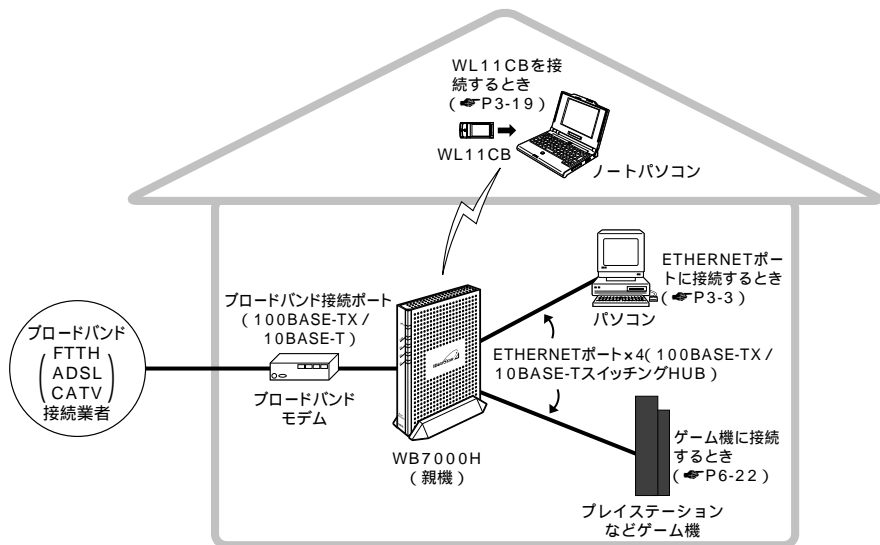 WL11CBを接
続するとき
（☛P3-19）
WL11CB
ノートパソコン
ETHERNETポー
トに接続するとき
（☛P3-3）
パソコン
ブロードバンド接続ポート
（100BASE-TX /
10BASE-T）
ブロードバンド
FTTH
ADSL
CATV
接続業者
ブロードバンド
モデム
WB7000H
（親機）
ETHERNETポート×4（100BASE-TX /
10BASE-TスイッチングHUB）
ゲーム機に接続
するとき
（☛P6-22）
プレイステーション
などゲーム機